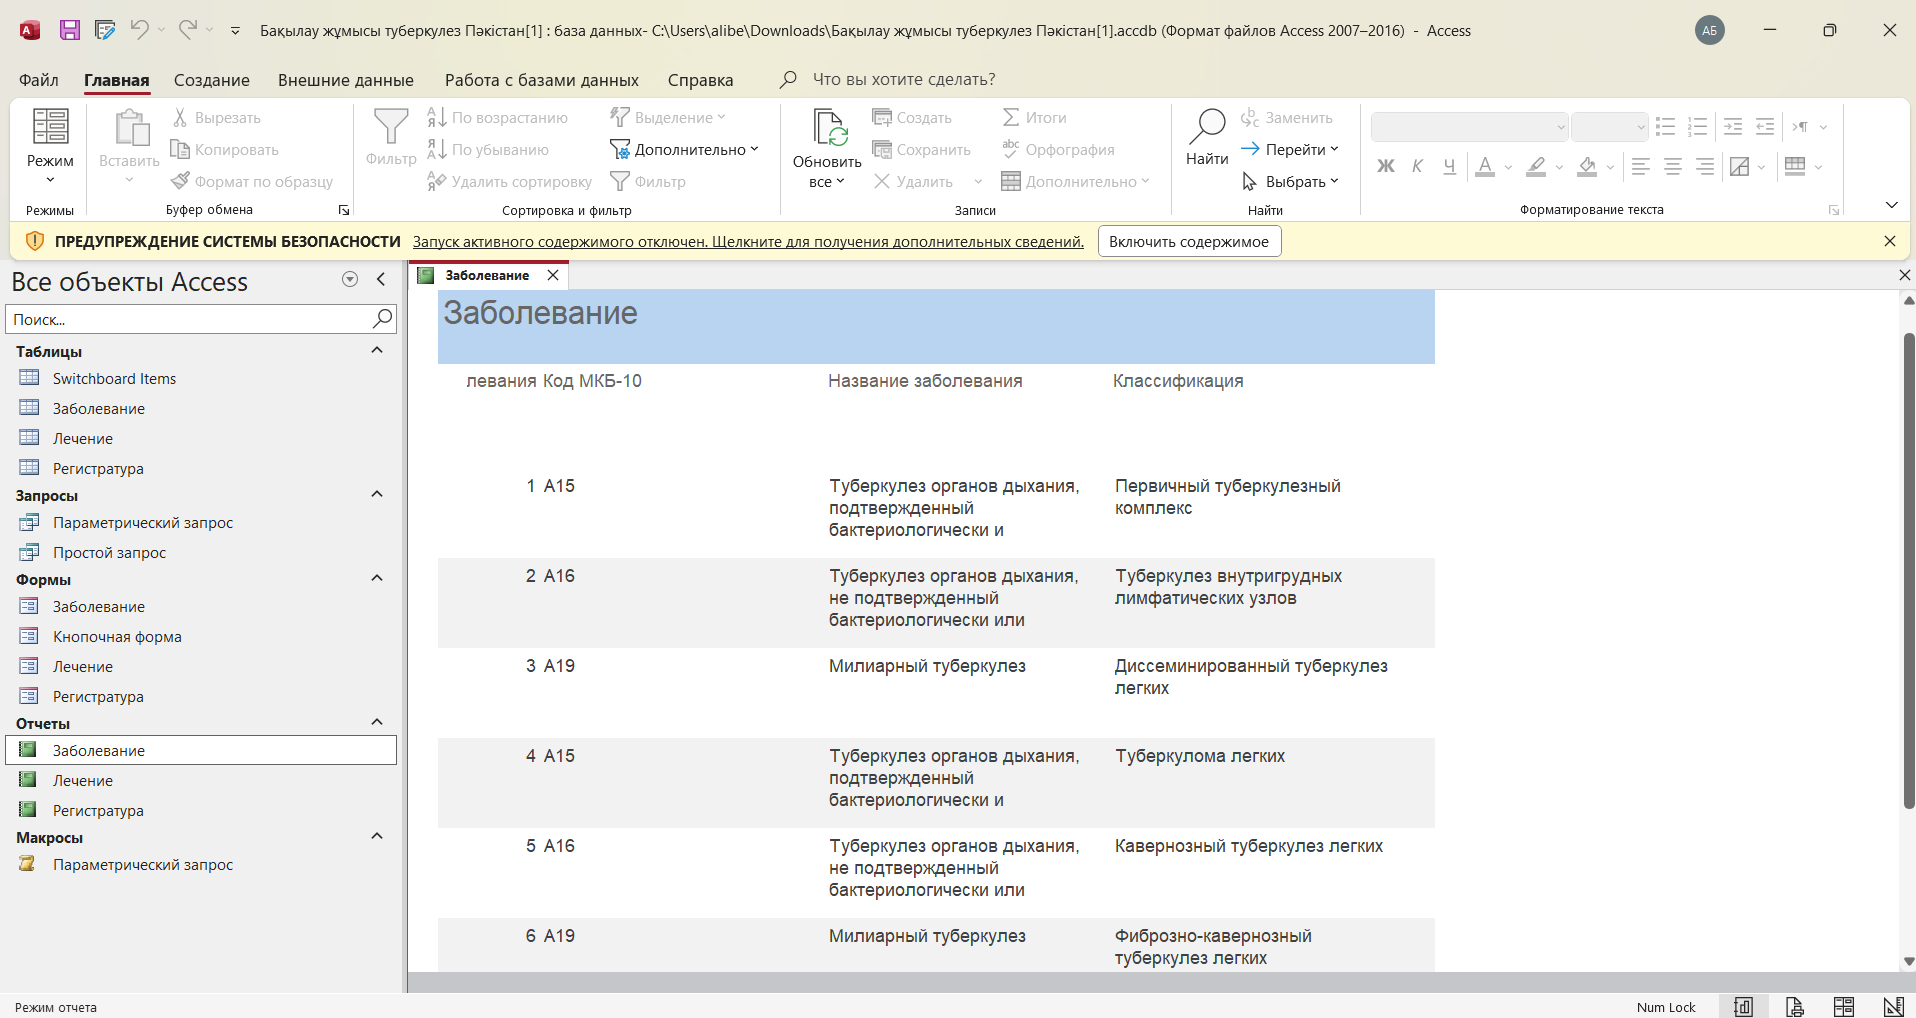 Бақылау жұмысы туберкулез Пәкістан[1] : база данных- C:\Users\alibe\Downloads\Бақылау жұмысы туберкулез Пәкістан[1].accdb (Формат файлов Access 2007–2016) - Access
АБ
Файл Главная Создание Внешние данные Работа с базами данных Справка Что вы хотите сделать?
Режим
Режимы
Вставить
Вырезать
Копировать
Формат по образцу
Буфер обмена
Фильтр
По возрастанию
По убыванию
Удалить сортировку
Выделение
Дополнительно
Фильтр
Сортировка и фильтр
Обновить
все
Создать
Сохранить
Удалить
Итоги
Орфография
Дополнительно
Записи
Найти
Заменить
Перейти
Выбрать
Найти
Ж К Ч
Форматирование текста
ПРЕДУПРЕЖДЕНИЕ СИСТЕМЫ БЕЗОПАСНОСТИ Запуск активного содержимого отключен. Щелкните для получения дополнительных сведений. Включить содержимое
Все объекты Access
Поиск...
Таблицы
Switchboard Items
Заболевание
Лечение
Регистратура
Запросы
Параметрический запрос
Простой запрос
Формы
Заболевание
Кнопочная форма
Лечение
Регистратура
Отчеты
Заболевание
Лечение
Регистратура
Макросы
Параметрический запрос
Заболевание
Заболевание
левания Код МКБ-10 Название заболевания Классификация
1 A15 Туберкулез органов дыхания, Первичный туберкулезный
подтвержденный комплекс
бактериологически и
2 A16 Туберкулез органов дыхания, Туберкулез внутригрудных
не подтвержденный лимфатических узлов
бактериологически или
3 A19 Милиарный туберкулез Диссеминированный туберкулез
легких
4 A15 Туберкулез органов дыхания, Туберкулома легких
подтвержденный
бактериологически и
5 A16 Туберкулез органов дыхания, Кавернозный туберкулез легких
не подтвержденный
бактериологически или
6 A19 Милиарный туберкулез Фиброзно-кавернозный
туберкулез легких
Режим отчета Num Lock